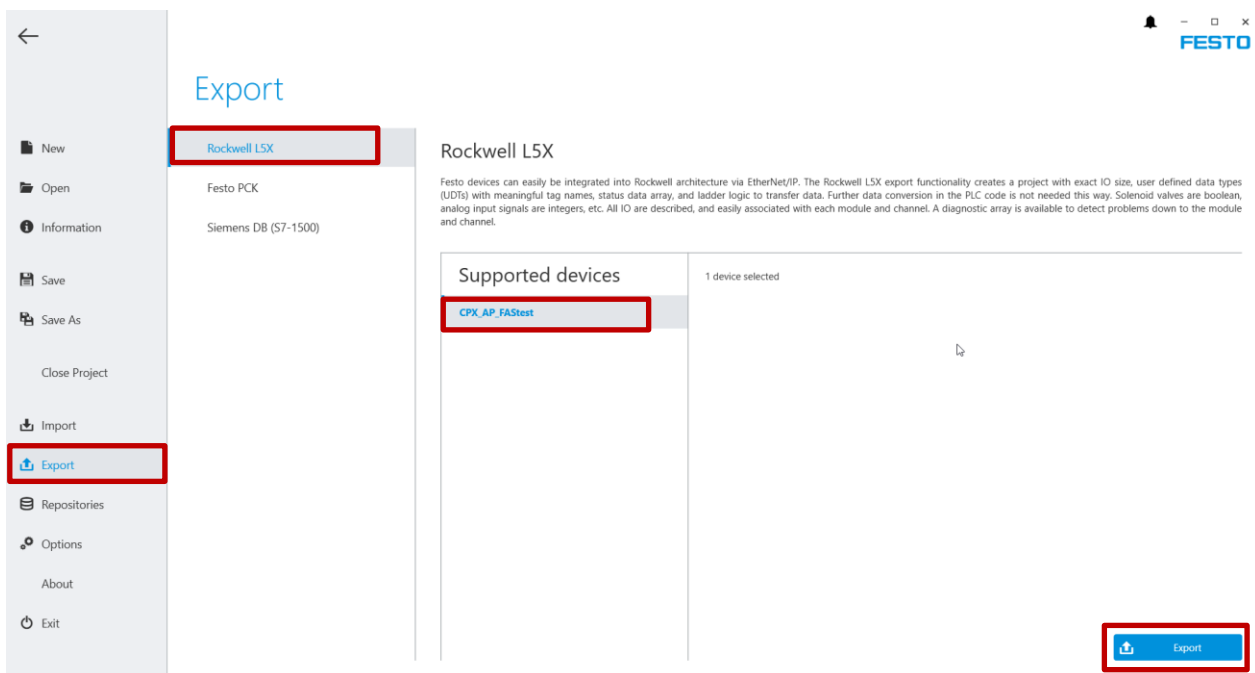 FESTO
Export
New
Open
Information
Save
Save As
Close Project
Import
Export
Repositories
Options
About
Exit
Rockwell L5X
Festo PCK
Siemens DB (S7-1500)
Rockwell L5X
Festo devices can easily be integrated into Rockwell architecture via EtherNet/IP. The Rockwell L5X export functionality creates a project with exact IO size, user defined data types
(UDTs) with meaningful tag names, status data array, and ladder logic to transfer data. Further data conversion in the PLC code is not needed this way. Solenoid valves are boolean,
analog input signals are integers, etc. All IO are described, and easily associated with each module and channel. A diagnostic array is available to detect problems down to the module
and channel.
Supported devices
CPX_AP_FAStest
1 device selected
Export